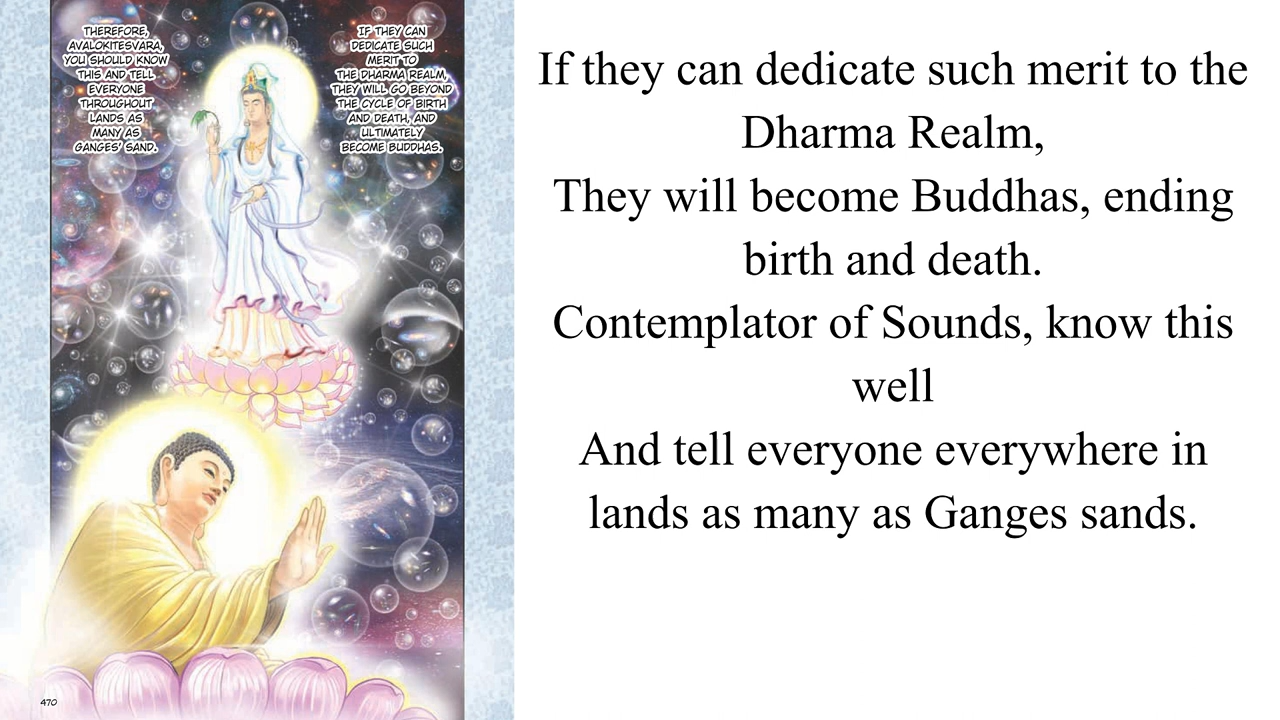 THEREFORE,
AVALOKITESVARA,
YOU SHOULD KNOW
THIS AND TELL
EVERYONE
THROUGHOUT
LANDS AS
MANY AS
GANGES' SAND.
IF THEY CAN
DEDICATE SUCH
MERIT TO
THE DHARMA REALM,
THEY WILL GO BEYOND
THE CYCLE OF BIRTH
AND DEATH, AND
ULTIMATELY
BECOME BUDDHAS.
470
If they can dedicate such merit to the
Dharma Realm,
They will become Buddhas, ending
birth and death.
Contemplator of Sounds, know this
well
And tell everyone everywhere in
lands as many as Ganges sands.